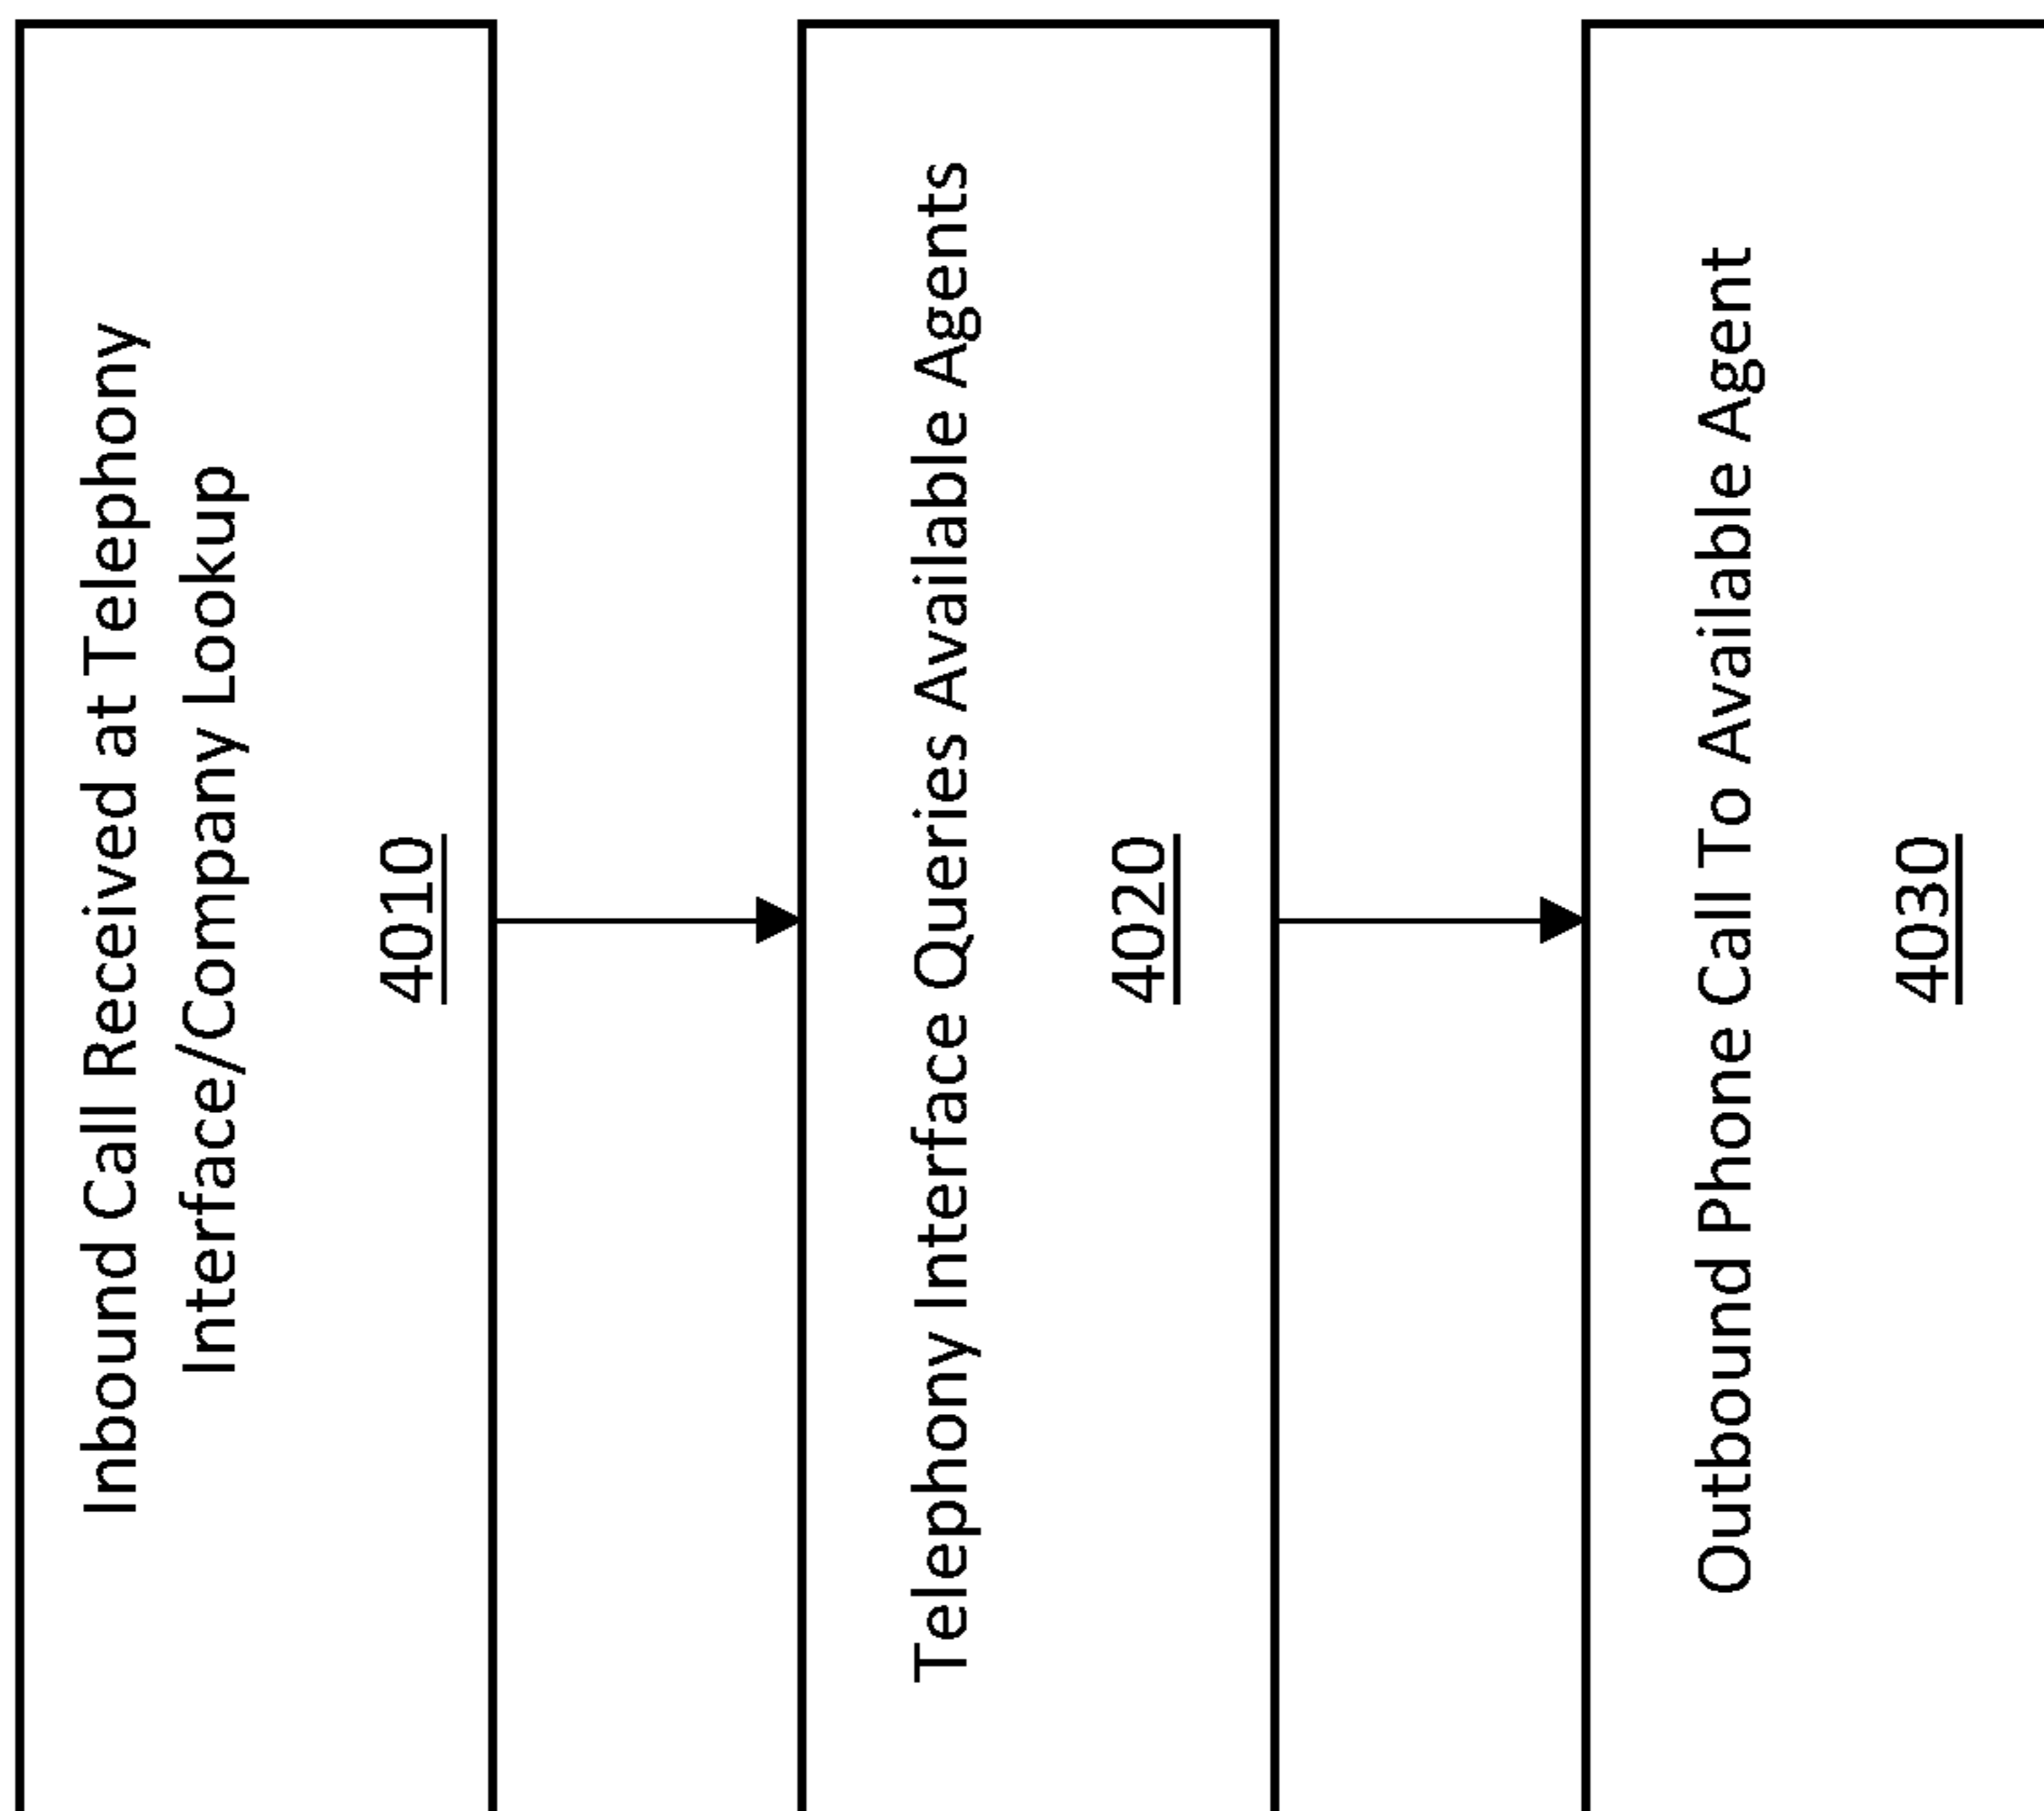 Inbound Call Received at Telephony
Interface/Company Lookup
4010
Telephony Interface Queries Available Agents
4020
Outbound Phone Call To Available Agent
4030